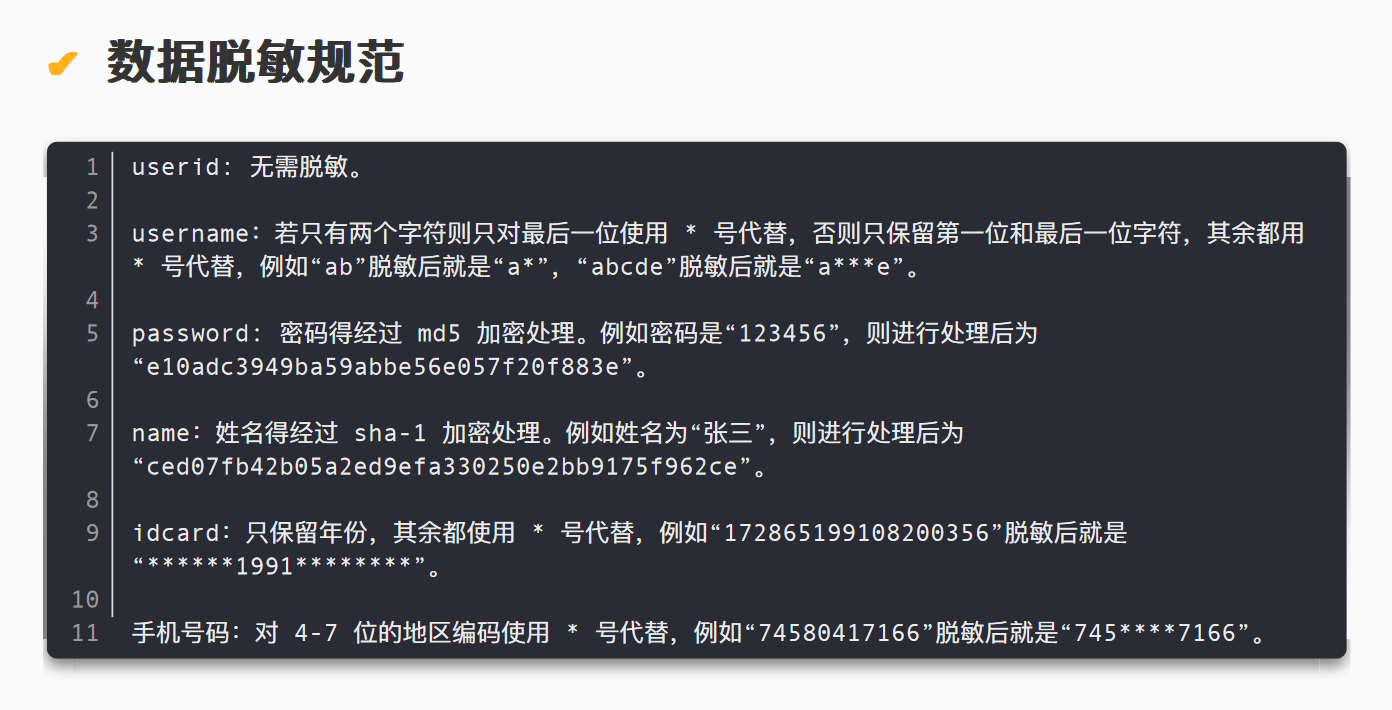 ✔ 数据脱敏规范
1 userid: 无需脱敏。
2
3 username：若只有两个字符则只对最后一位使用 * 号代替，否则只保留第一位和最后一位字符，其余都用
* 号代替，例如“ab”脱敏后就是“a*”，“abcde”脱敏后就是“a***e”。
4
5 password: 密码得经过 md5 加密处理。例如密码是“123456”，则进行处理后为
“e10adc3949ba59abbe56e057f20f883e”。
6
7 name：姓名得经过 sha-1 加密处理。例如姓名为“张三”，则进行处理后为
“ced07fb42b05a2ed9efa330250e2bb9175f962ce”。
8
9 idcard：只保留年份，其余都使用 * 号代替，例如“172865199108200356”脱敏后就是
“******1991********”。
10
11 手机号码：对 4-7 位的地区编码使用 * 号代替，例如“74580417166”脱敏后就是“745****7166”。